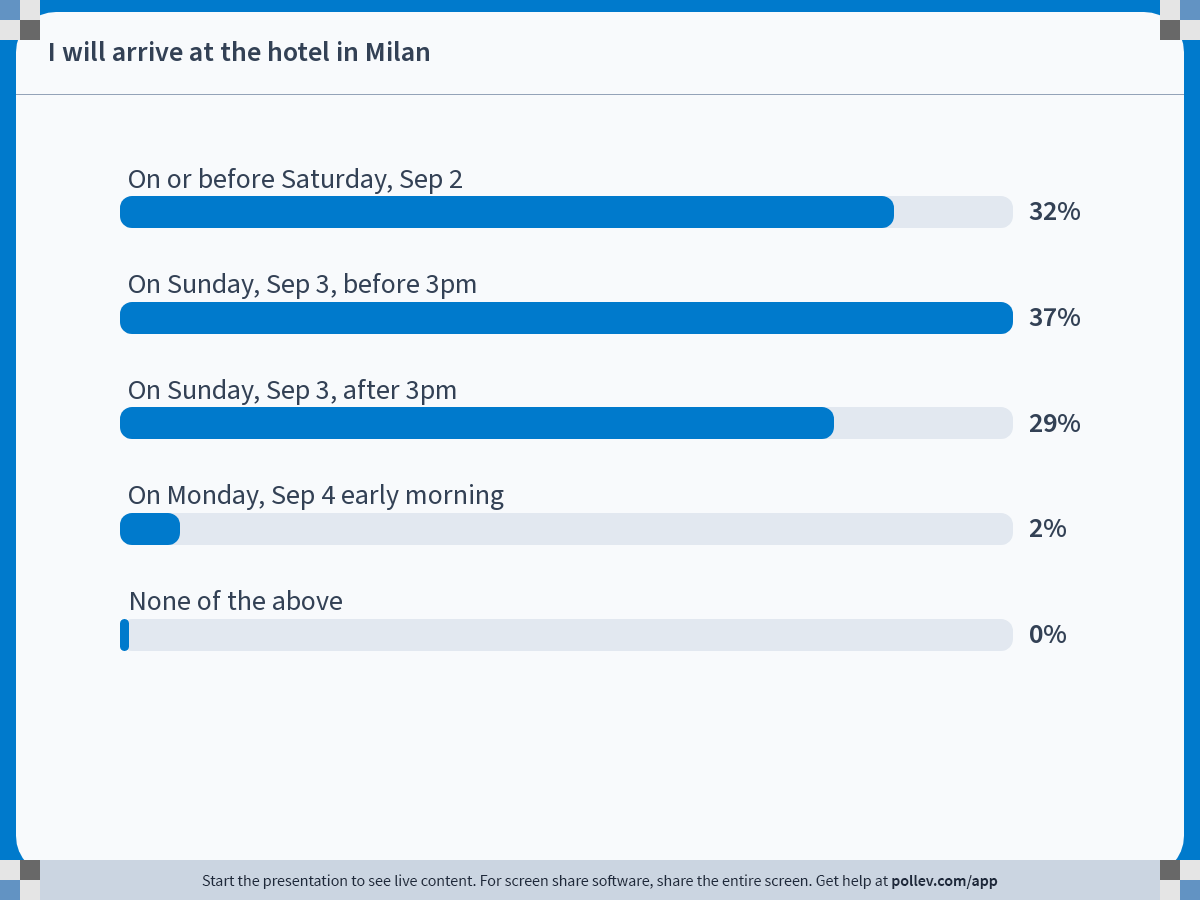 I will arrive at the hotel in Milan
On or before Saturday, Sep 2
32%
On Sunday, Sep 3, before 3pm
37%
On Sunday, Sep 3, after 3pm
29%
On Monday, Sep 4 early morning
2%
None of the above
0%
Start the presentation to see live content. For screen share software, share the entire screen. Get help at pollev.com/app